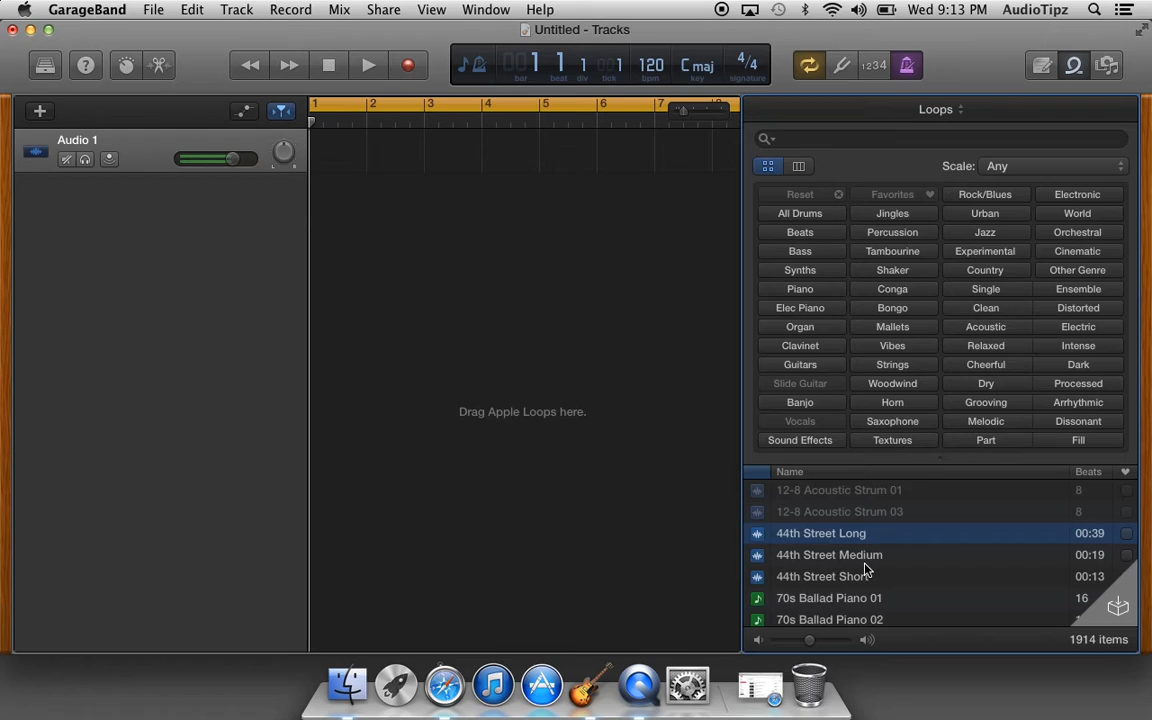 GarageBand File Edit Track Record Mix Share View Window Help Wed 9:13 PM AudioTipz
Untitled - Tracks
1 1 1 1 120 C maj 4/4 1234
bar beat div tick bpm key signature
1 2 3 4 5 6 7
Loops
Audio 1
Scale: Any
Reset Favorites Rock/Blues Electronic
All Drums Jingles Urban World
Beats Percussion Jazz Orchestral
Bass Tambourine Experimental Cinematic
Synths Shaker Country Other Genre
Piano Conga Single Ensemble
Elec Piano Bongo Clean Distorted
Organ Mallets Acoustic Electric
Clavinet Vibes Relaxed Intense
Guitars Strings Cheerful Dark
Slide Guitar Woodwind Dry Processed
Banjo Horn Grooving Arrhythmic
Drag Apple Loops here.
Vocals Saxophone Melodic Dissonant
Sound Effects Textures Part Fill
Name Beats
12-8 Acoustic Strum 01 8
12-8 Acoustic Strum 03 8
44th Street Long 00:39
44th Street Medium 00:19
44th Street Short 00:13
70s Ballad Piano 01 16
70s Ballad Piano 02
1914 items